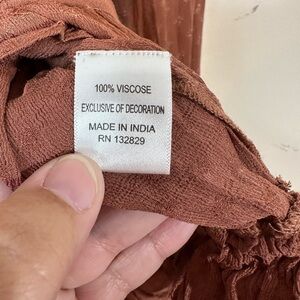 100% VISCOSE
EXCLUSIVE OF DECORATION
MADE IN INDIA
RN 132829